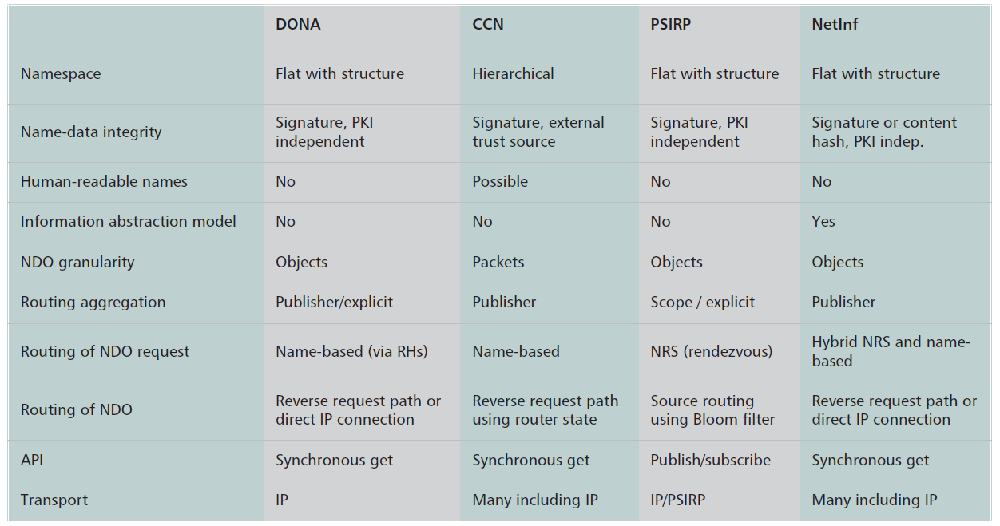 DONA CCN PSIRP NetInf
Namespace Flat with structure Hierarchical Flat with structure Flat with structure
Name-data integrity Signature, PKI independent Signature, external trust source Signature, PKI independent Signature or content hash, PKI indep.
Human-readable names No Possible No No
Information abstraction model No No No Yes
NDO granularity Objects Packets Objects Objects
Routing aggregation Publisher/explicit Publisher Scope / explicit Publisher
Routing of NDO request Name-based (via RHs) Name-based NRS (rendezvous) Hybrid NRS and name-based
Routing of NDO Reverse request path or direct IP connection Reverse request path using router state Source routing using Bloom filter Reverse request path or direct IP connection
API Synchronous get Synchronous get Publish/subscribe Synchronous get
Transport IP Many including IP IP/PSIRP Many including IP